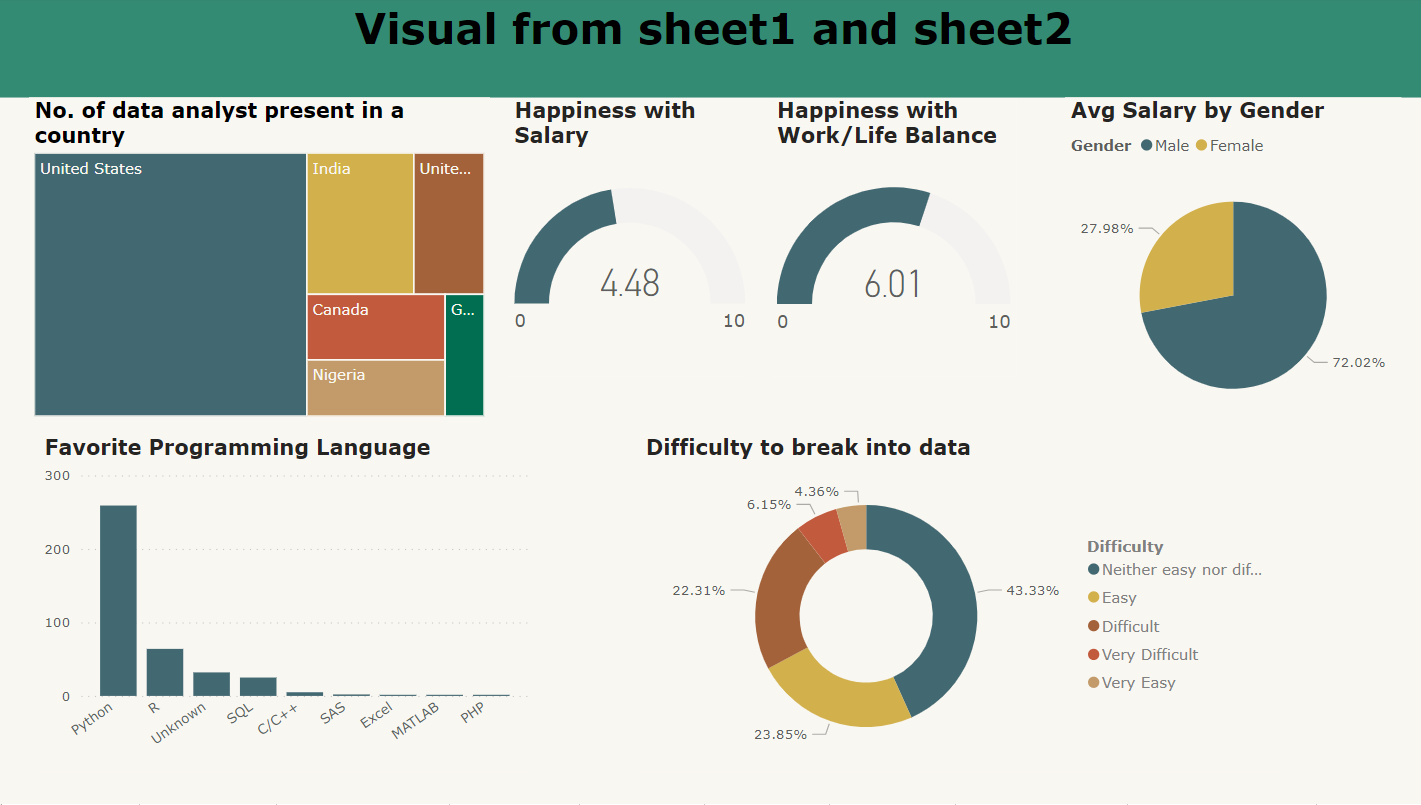 Visual from sheet1 and sheet2
No. of data analyst present in a
country
United States
India
Unite...
Canada
G...
Nigeria
Happiness with
Salary
4.48
0
10
Happiness with
Work/Life Balance
6.01
0
10
Avg Salary by Gender
Gender Male Female
27.98%
72.02%
Favorite Programming Language
300
200
100
0
Python
R
Unknown
SQL
C/C++
SAS
Excel
MATLAB
PHP
Difficulty to break into data
4.36%
6.15%
22.31%
43.33%
23.85%
Difficulty
Neither easy nor dif...
Easy
Difficult
Very Difficult
Very Easy